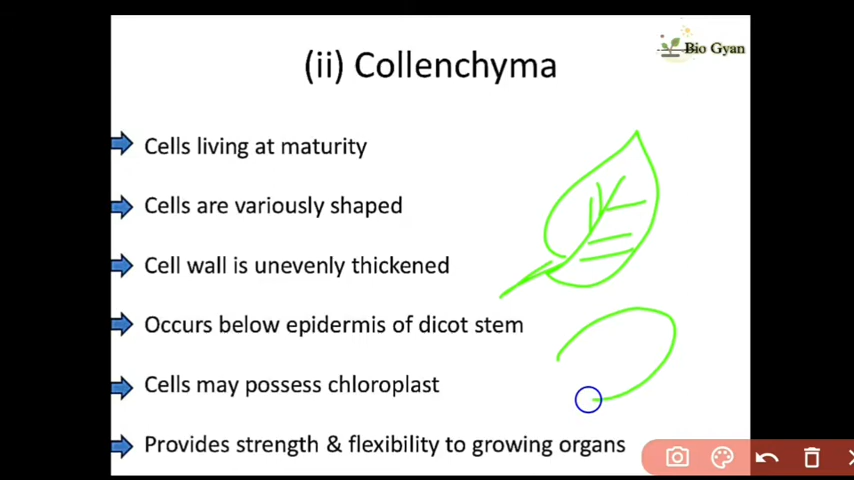 (ii) Collenchyma
Bio Gyan
Cells living at maturity
Cells are variously shaped
Cell wall is unevenly thickened
Occurs below epidermis of dicot stem
Cells may possess chloroplast
Provides strength & flexibility to growing organs